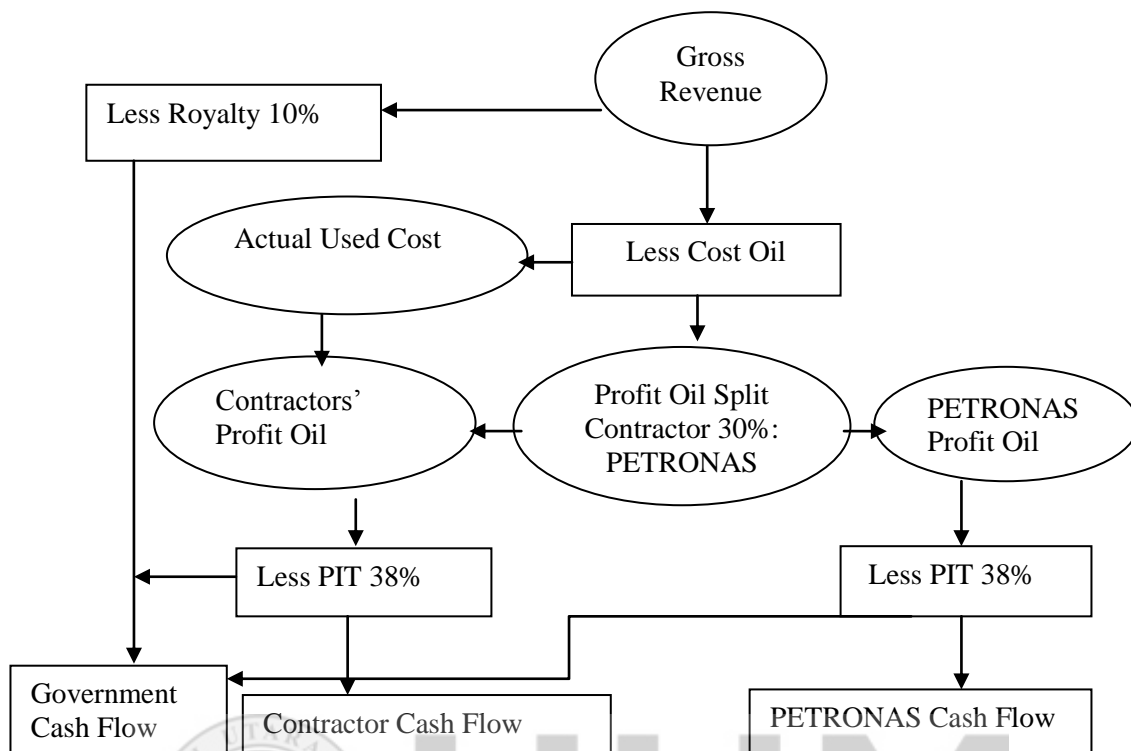 Gross
Revenue
Less Royalty 10%
Actual Used Cost
Less Cost Oil
Contractors’
Profit Oil
Profit Oil Split
Contractor 30%:
PETRONAS
PETRONAS
Profit Oil
Less PIT 38%
Less PIT 38%
Government
Cash Flow
Contractor Cash Flow
PETRONAS Cash Flow
UTARA